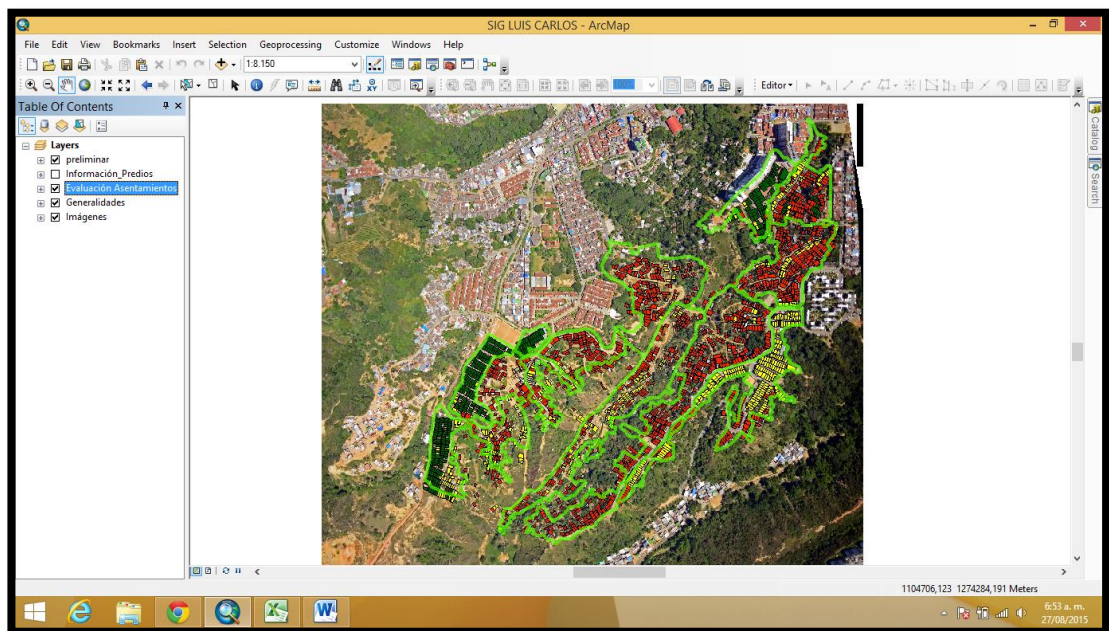 SIG LUIS CARLOS - ArcMap
File Edit View Bookmarks Insert Selection Geoprocessing Customize Windows Help
1:8.150
100%
Editor
Table Of Contents
Layers
preliminar
Información_Predios
Evaluación Asentamientos
Generalidades
Imágenes
Catalog
Search
1104706,123 1274284,191 Meters
6:53 a. m.
27/08/2015